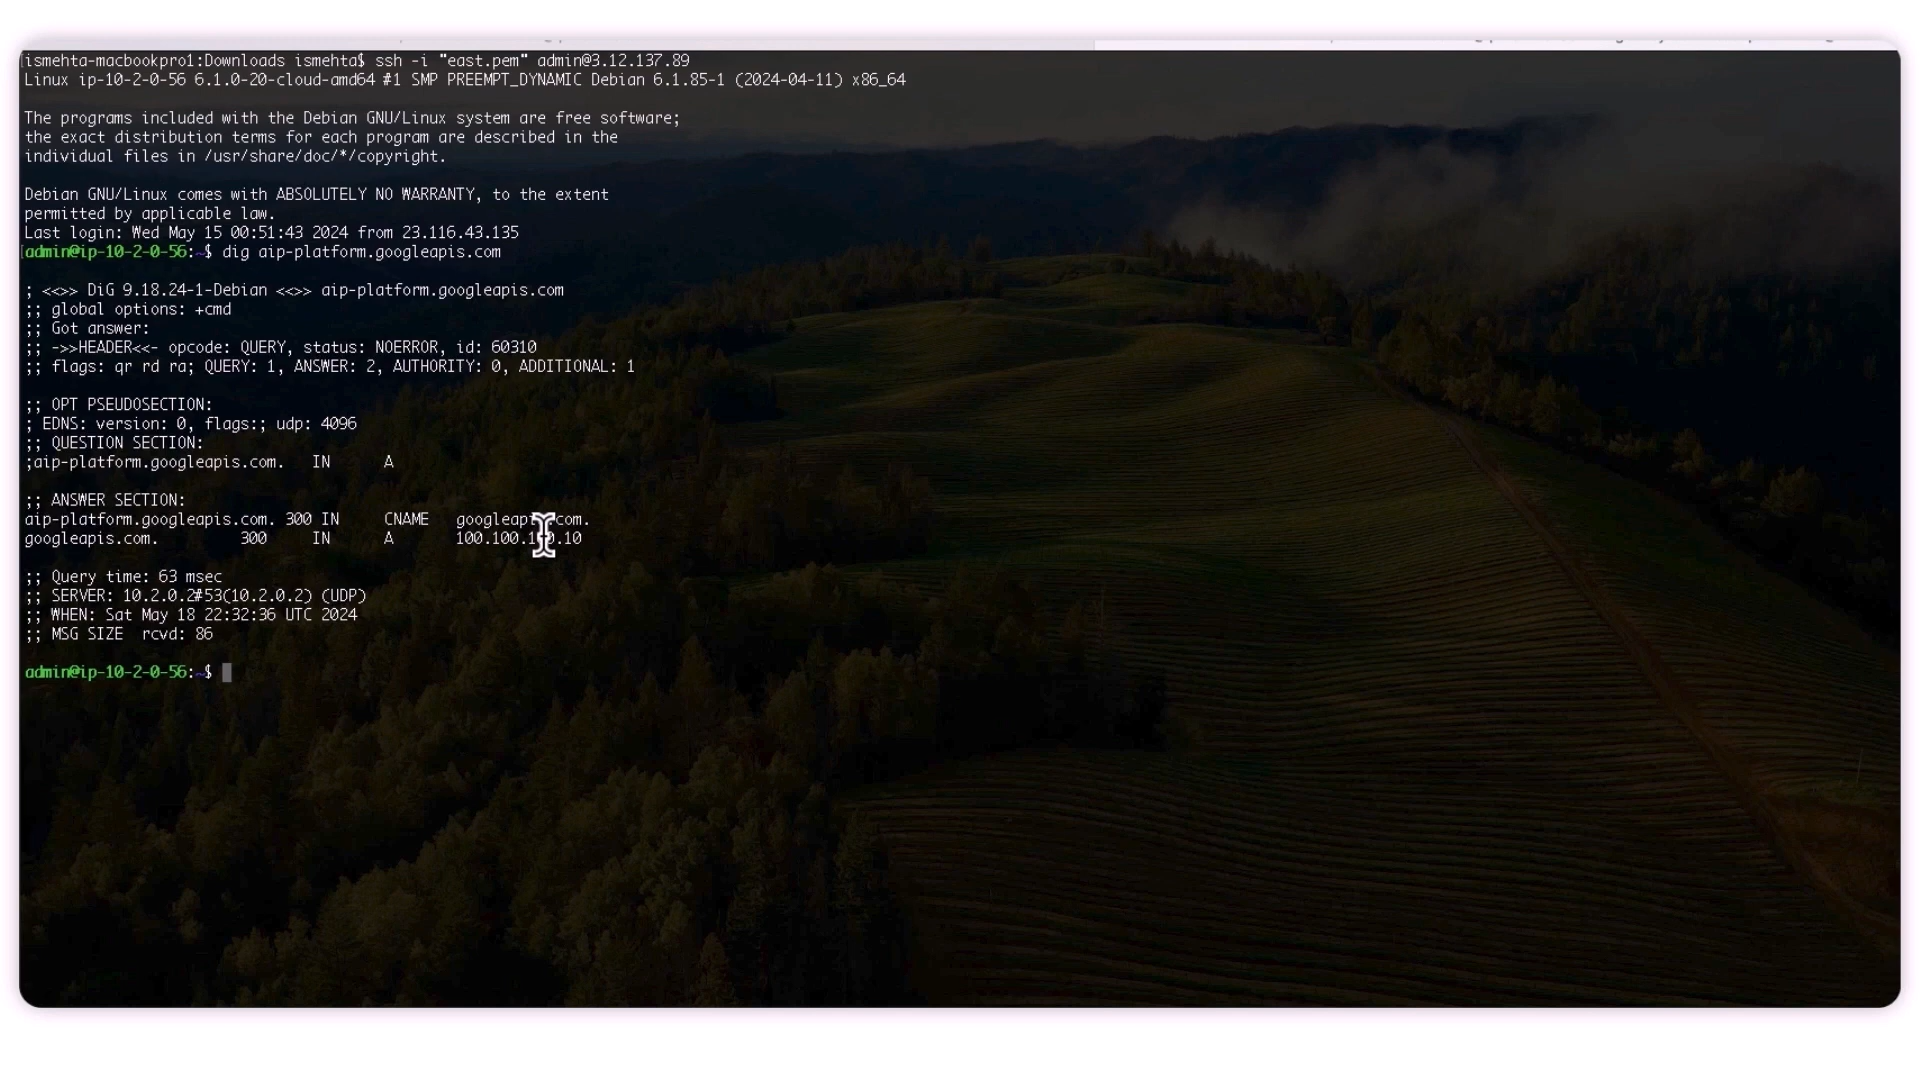 ismehta-macbookpro1:Downloads ismehta$ ssh -i "east.pem" admin@3.12.137.89
Linux ip-10-2-0-56 6.1.0-20-cloud-amd64 #1 SMP PREEMPT_DYNAMIC Debian 6.1.85-1 (2024-04-11) x86_64
The programs included with the Debian GNU/Linux system are free software;
the exact distribution terms for each program are described in the
individual files in /usr/share/doc/*/copyright.
Debian GNU/Linux comes with ABSOLUTELY NO WARRANTY, to the extent
permitted by applicable law.
Last login: Wed May 15 00:51:43 2024 from 23.116.43.135
admin@ip-10-2-0-56:~$ dig aip-platform.googleapis.com
; <<>> DiG 9.18.24-1-Debian <<>> aip-platform.googleapis.com
;; global options: +cmd
;; Got answer:
;; ->>HEADER<<- opcode: QUERY, status: NOERROR, id: 60310
;; flags: qr rd ra; QUERY: 1, ANSWER: 2, AUTHORITY: 0, ADDITIONAL: 1
;; OPT PSEUDOSECTION:
; EDNS: version: 0, flags:; udp: 4096
;; QUESTION SECTION:
;aip-platform.googleapis.com. IN A
;; ANSWER SECTION:
aip-platform.googleapis.com. 300 IN CNAME googleapis.com.
googleapis.com. 300 IN A
;; Query time: 63 msec
;; SERVER: 10.2.0.2#53(10.2.0.2) (UDP)
;; WHEN: Sat May 18 22:32:36 UTC 2024
;; MSG SIZE rcvd: 86
admin@ip-10-2-0-56:~$